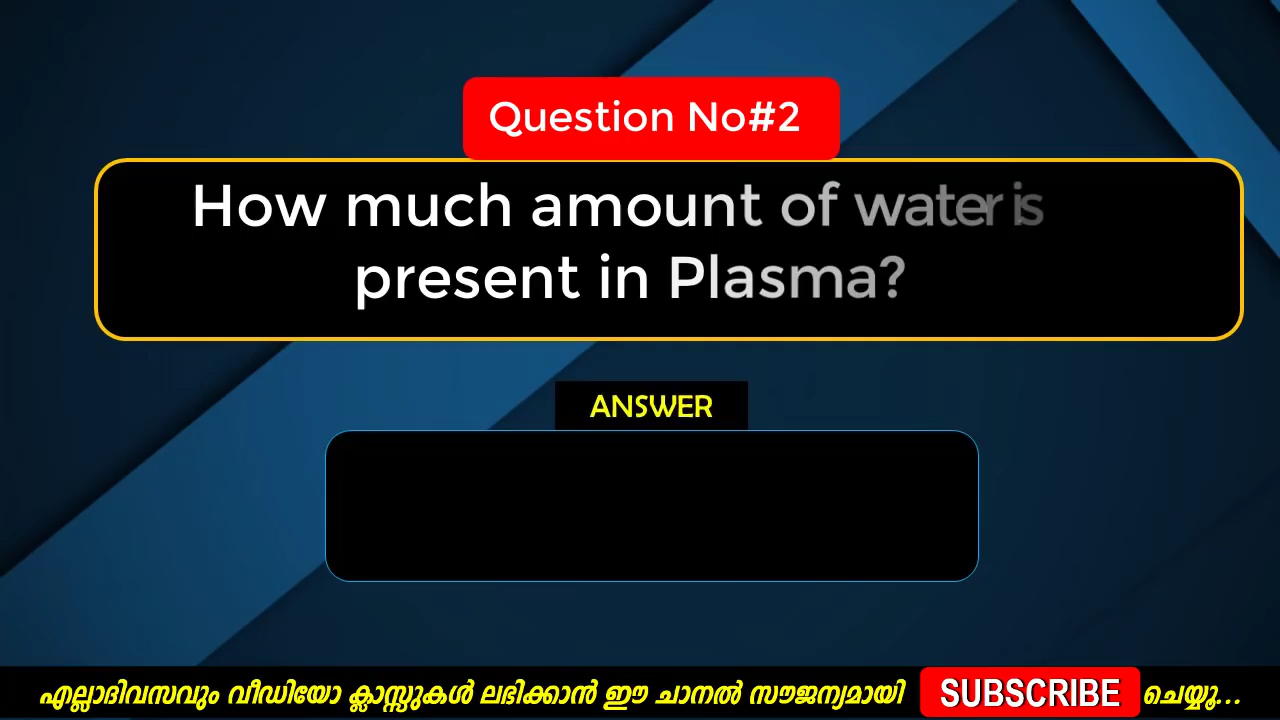 Question No#2
How much amount of water is
present in Plasma?
ANSWER
എല്ലാദിവസവും വീഡിയോ ക്ലാസ്സുകൾ ലഭിക്കാൻ ഈ ചാനൽ സൗജന്യമായി SUBSCRIBE ചെയ്യൂ...